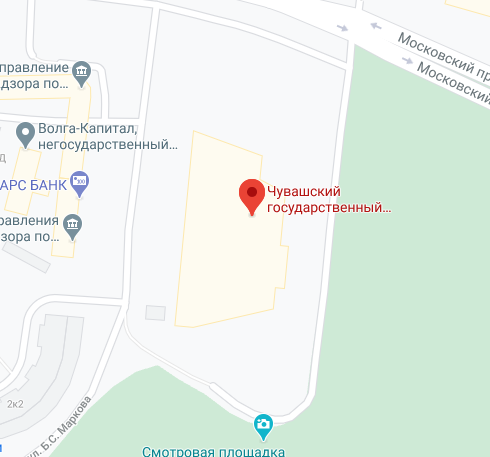 Московский пр
Московский
правление
дзора по...
Волга-Капитал,
негосударственный...
д
АРС БАНК
Чувашский
государственный...
равления
зора по...
2к2
ул. Б.С. Маркова
и
Смотровая площадка